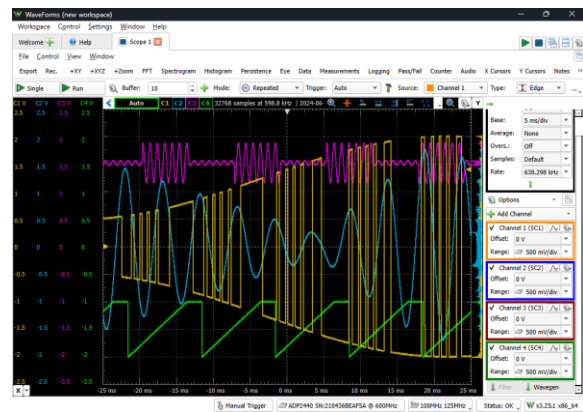 WaveForms (new workspace)
Workspace Control Settings Window Help
Welcome Help Scope 1
File Control View Window
Export Rec. +XY +XYZ +Zoom FFT Spectrogram Histogram Persistence Eye Data Measurements Logging Pass/Fail Counter Audio X Cursors Y Cursors Notes
Single Run Buffer: 10 Mode: Repeated Trigger: Auto Source: Channel 1 Type: Edge
C1 V C2 V C3 V C4 V Auto C1 C2 C3 C4 32768 samples at 598.8 kHz | 2024-06 Y
2.5 2.5 2.5 2.5
2 2 2 2
1.5 1.5 1.5 1.5
1 1 1 1
0.5 0.5 0.5 0.5
0 0 0 0
-0.5 -0.5 -0.5 -0.5
-1 -1 -1 -1
-1.5 -1.5 -1.5 -1.5
-2 -2 -2 -2
-2.5 -2.5 -2.5 -2.5
X -25 ms -20 ms -15 ms -10 ms -5 ms 0 ms 5 ms 10 ms 15 ms 20 ms 25 ms
Base: 5 ms/div
Average: None
Overs.: Off
Samples: Default
Rate: 638.298 kHz
Options
Add Channel
Channel 1 (SC1)
Offset: 0 V
Range: 500 mV/div
Channel 2 (SC2)
Offset: 0 V
Range: 500 mV/div
Channel 3 (SC3)
Offset: 0 V
Range: 500 mV/div
Channel 4 (SC4)
Offset: 0 V
Range: 500 mV/div
Filter Wavegen
Manual Trigger ADP2440 SN:210436BEAF5A @ 600MHz 100MHz 125MHz Status: OK v3.25.1 x86_64